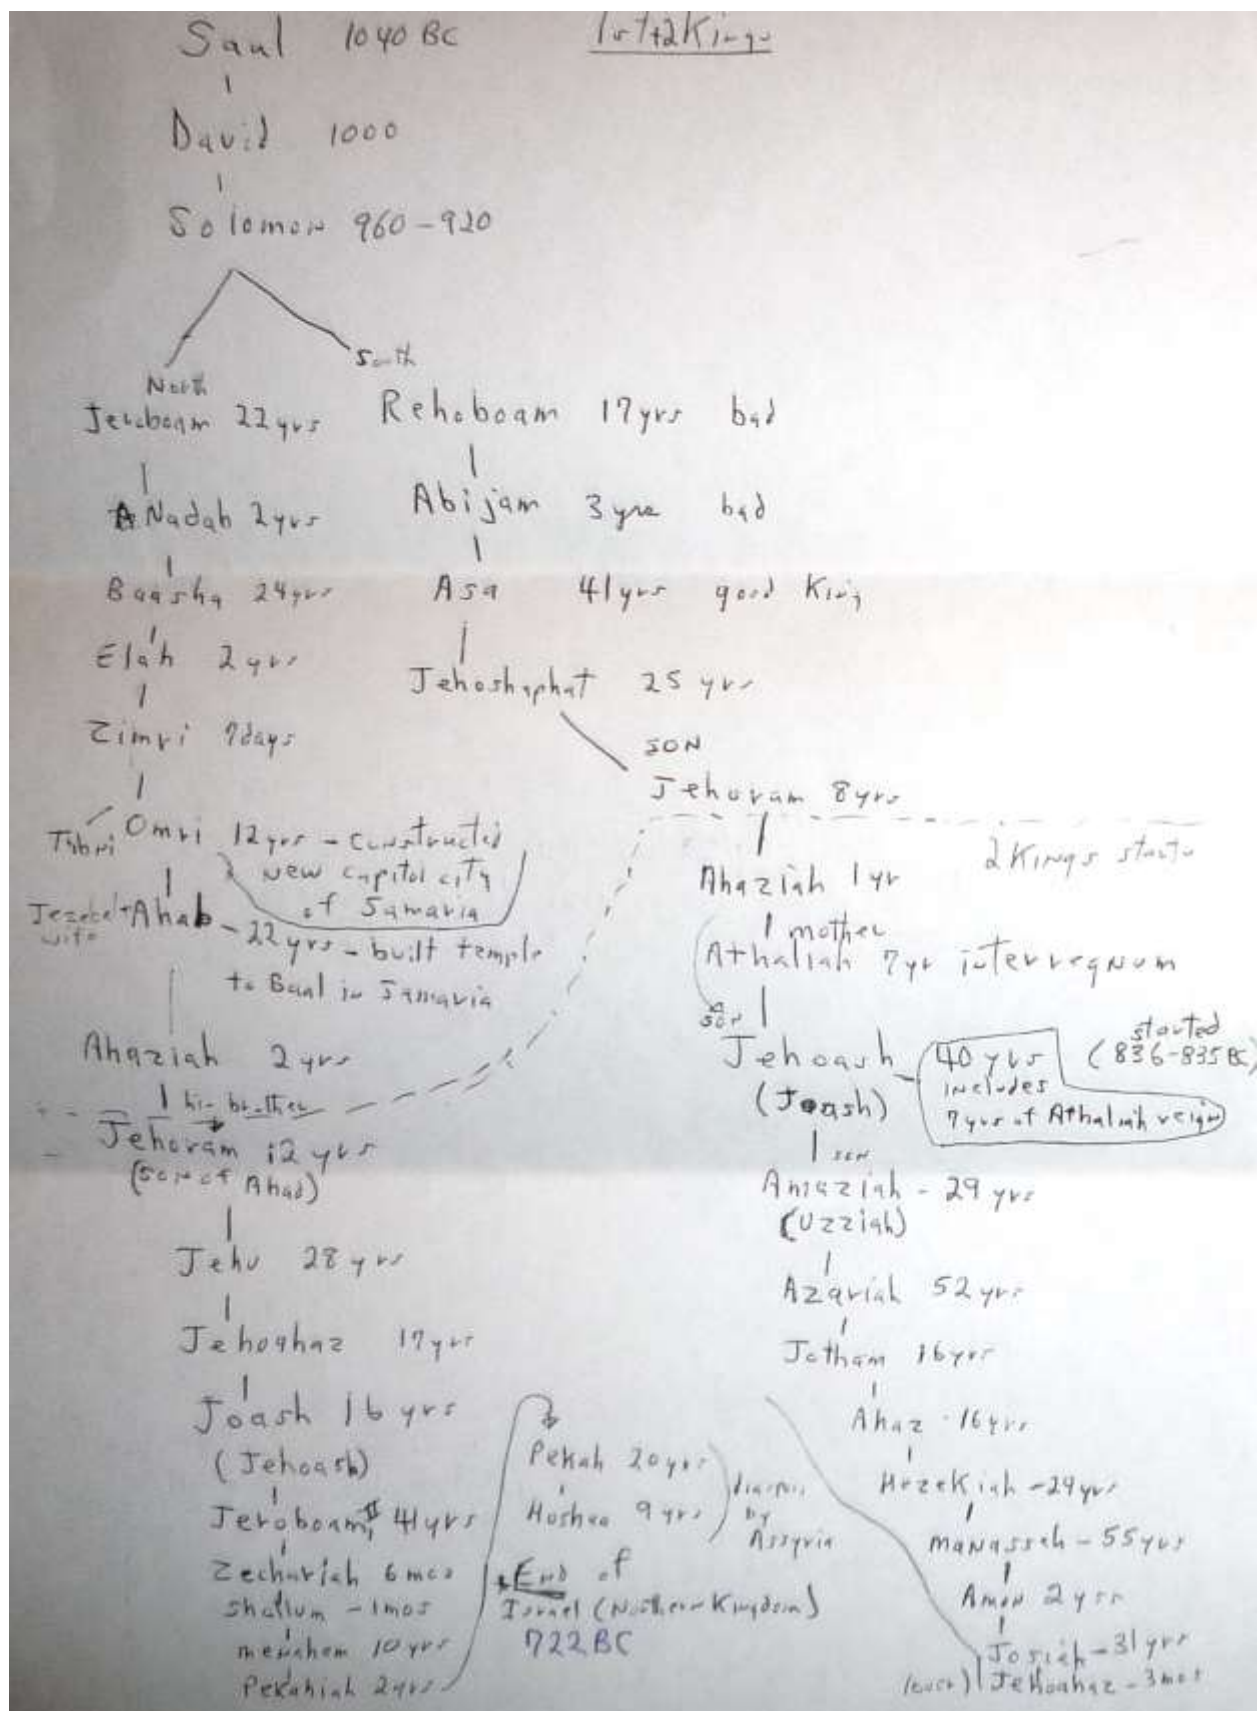 Saul 1040 BC
1st+2 Kings
David 1000
Solomon 960-920
North
South
Jeroboam 22 yrs
Rehoboam 17 yrs bad
Nadab 2 yrs
Abijam 3 yrs bad
Baasha 24 yrs
Asa 41 yrs good King
Elah 2 yrs
Jehoshaphat 25 yrs
Zimri 7 days
SON
Jehoram 8 yrs
Tibni Omri 12 yrs - constructed
new capitol city
of Samaria
2 Kings starts
Ahaziah 1 yr
mother
Jezebel + Ahab - 22 yrs - built temple
wife
to Baal in Samaria
Athaliah 7 yr interregnum
son
Ahaziah 2 yrs
Jehoash
(Joash)
40 yrs
includes
7 yrs of Athaliah reign
started
(836-835 BC)
his brother
Jehoram 12 yrs
(son of Ahab)
son
Amaziah - 29 yrs
(Uzziah)
Jehu 28 yrs
Azariah 52 yrs
Jehoahaz 17 yrs
Jotham 16 yrs
Joash 16 yrs
(Jehoash)
Ahaz - 16 yrs
Jeroboam 41 yrs
Hezekiah - 29 yrs
Zechariah 6 mos
Manasseh - 55 yrs
Shallum - 1 mos
Amon 2 yrs
menahem 10 yrs
Josiah - 31 yrs
Pekahiah 2 yrs
(over) Jehoahaz - 3 mos
Pekah 20 yrs
Hoshea 9 yrs
by
Assyria
End of
Israel (Northern Kingdom)
722 BC